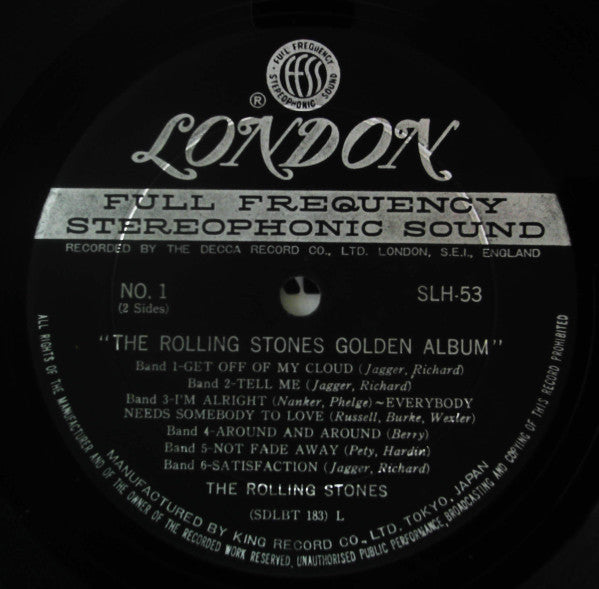 FULL FREQUENCY
ffss
STEREOPHONIC SOUND
®
LONDON
FULL FREQUENCY
STEREOPHONIC SOUND
RECORDED BY THE DECCA RECORD CO., LTD. LONDON, S.E.I., ENGLAND
NO. 1
(2 Sides)
SLH-53
"THE ROLLING STONES GOLDEN ALBUM"
Band 1-GET OFF OF MY CLOUD (Jagger, Richard)
Band 2-TELL ME (Jagger, Richard)
Band 3-I'M ALRIGHT (Nanker, Phelge) ~EVERYBODY
NEEDS SOMEBODY TO LOVE (Russell, Burke, Wexler)
Band 4-AROUND AND AROUND (Berry)
Band 5-NOT FADE AWAY (Pety, Hardin)
Band 6-SATISFACTION (Jagger, Richard)
THE ROLLING STONES
(SDLBT 183) L
MANUFACTURED BY KING RECORD CO., LTD. TOKYO, JAPAN
ALL RIGHTS OF THE MANUFACTURER AND OF THE OWNER OF THE RECORDED WORK RESERVED, UNAUTHORISED PUBLIC PERFORMANCE, BROADCASTING AND COPYING OF THIS RECORD PROHIBITED